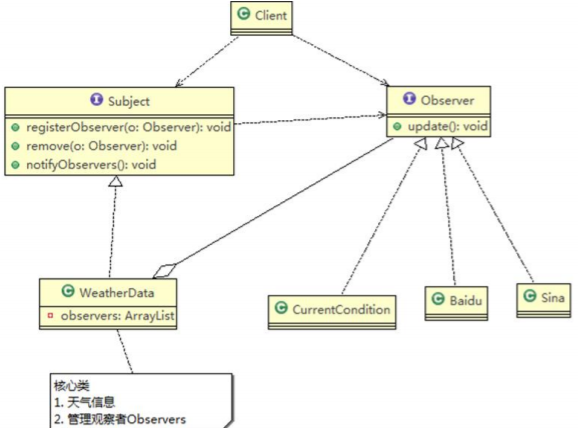 Client
Subject
registerObserver(o: Observer): void
remove(o: Observer): void
notifyObservers(): void
Observer
update(): void
WeatherData
observers: ArrayList
CurrentCondition
Baidu
Sina
核心类
1. 天气信息
2. 管理观察者Observers